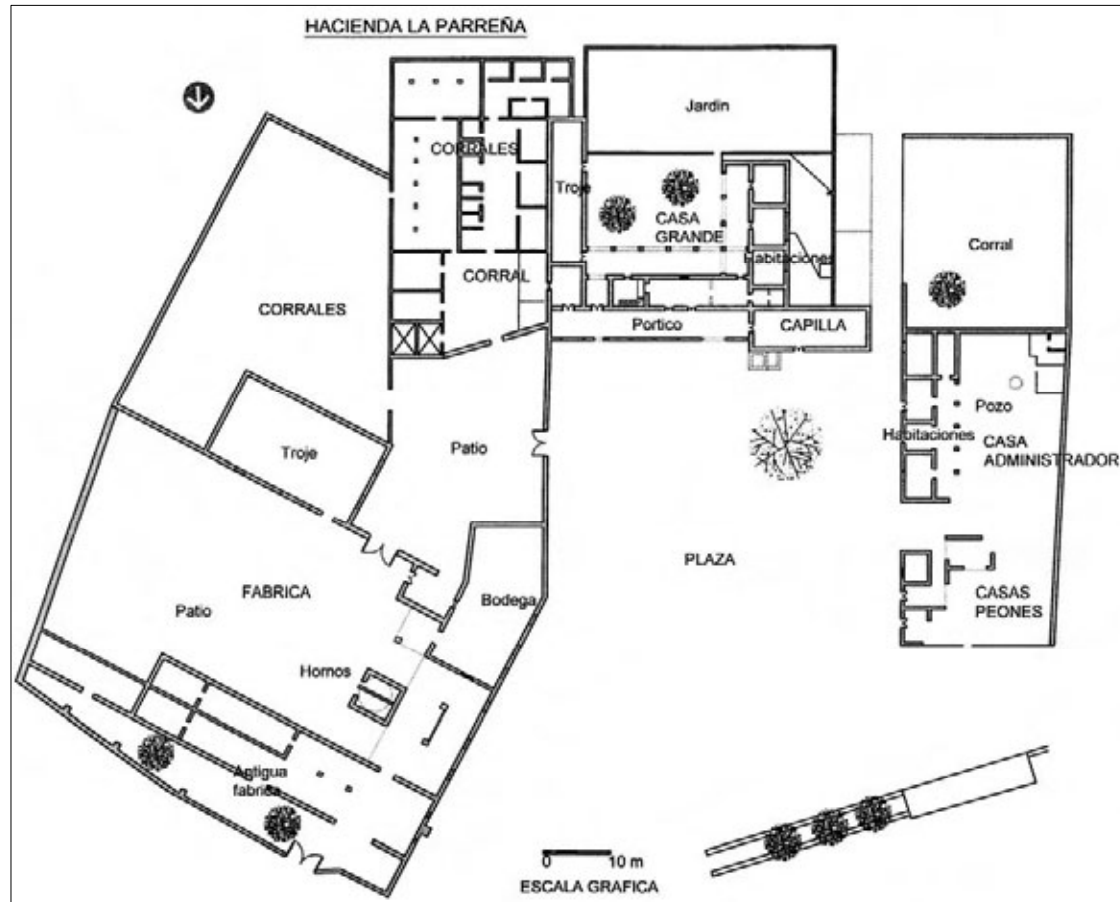 HACIENDA LA PARREÑA
Jardin
CORRALES
Troje
CASA
GRANDE
Habitaciones
Corral
CORRAL
CORRALES
Portico
CAPILLA
Pozo
Habitaciones
CASA
ADMINISTRADOR
Troje
Patio
PLAZA
FABRICA
Patio
Bodega
CASAS
PEONES
Hornos
Antigua
fabrica
0 10 m
ESCALA GRAFICA